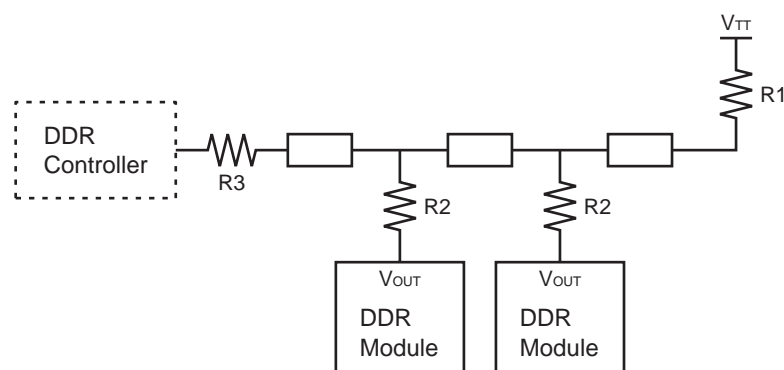 VTT
R1
DDR
Controller
R3
R2
R2
VOUT
DDR
Module
VOUT
DDR
Module